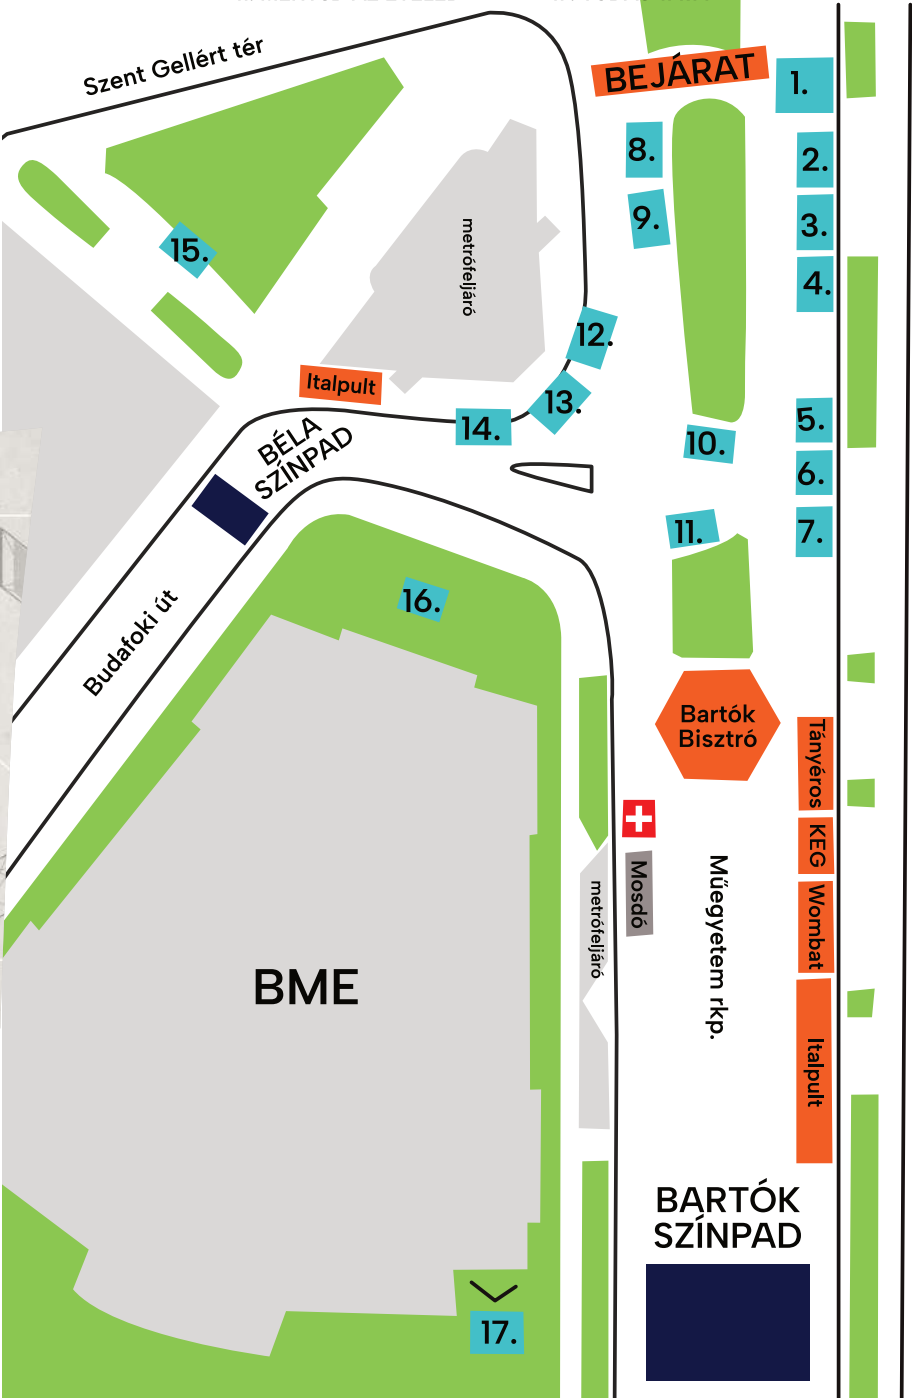 Szent Gellért tér
BEJÁRAT
1.
2.
3.
4.
5.
6.
7.
8.
9.
10.
11.
12.
13.
14.
15.
metrófeljáró
Italpult
BÉLA
SZÍNPAD
Budafoki út
16.
Bartók
Bisztró
Tányéros
KEG
Wombat
Italpult
Mosdó
metrófeljáró
Műegyetem rkp.
BME
BARTÓK
SZÍNPAD
17.